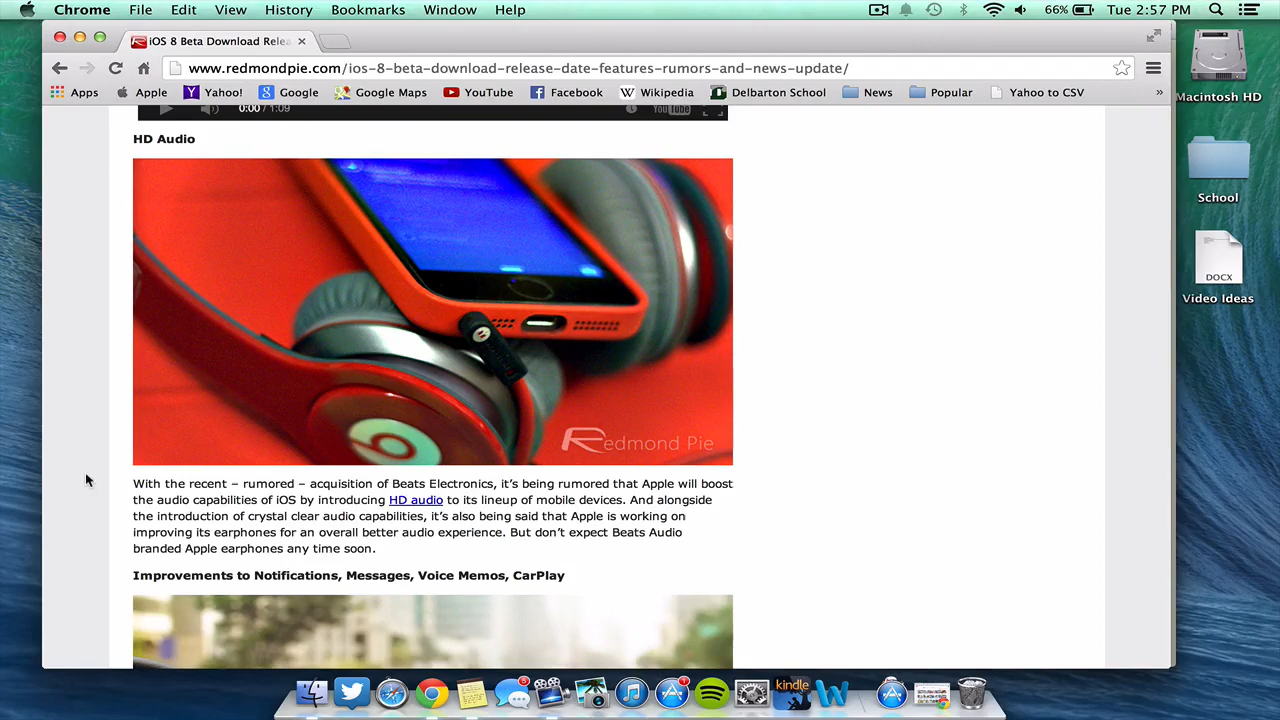 Chrome File Edit View History Bookmarks Window Help 66% Tue 2:57 PM
iOS 8 Beta Download Relea
www.redmondpie.com/ios-8-beta-download-release-date-features-rumors-and-news-update/
Apps Apple Yahoo! Google Google Maps YouTube Facebook Wikipedia Delbarton School News Popular Yahoo to CSV »
0:00 / 1:09 YouTube
HD Audio
Redmond Pie
With the recent – rumored – acquisition of Beats Electronics, it's being rumored that Apple will boost
the audio capabilities of iOS by introducing HD audio to its lineup of mobile devices. And alongside
the introduction of crystal clear audio capabilities, it's also being said that Apple is working on
improving its earphones for an overall better audio experience. But don't expect Beats Audio
branded Apple earphones any time soon.
Improvements to Notifications, Messages, Voice Memos, CarPlay
Macintosh HD
School
DOCX
Video Ideas
5
1
kindle